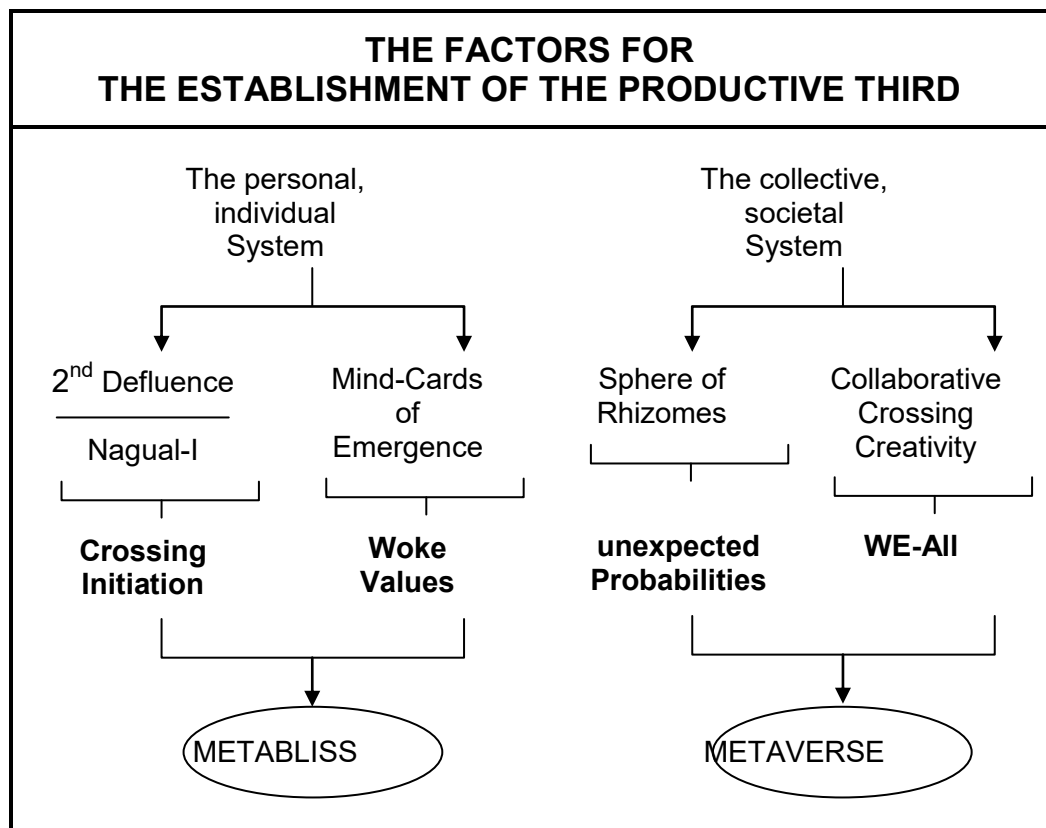 THE FACTORS FOR
THE ESTABLISHMENT OF THE PRODUCTIVE THIRD
The personal,
individual
System
The collective,
societal
System
2nd Defluence
Nagual-I
Mind-Cards
of
Emergence
Sphere of
Rhizomes
Collaborative
Crossing
Creativity
Crossing
Initiation
Woke
Values
unexpected
Probabilities
WE-All
METABLISS
METAVERSE